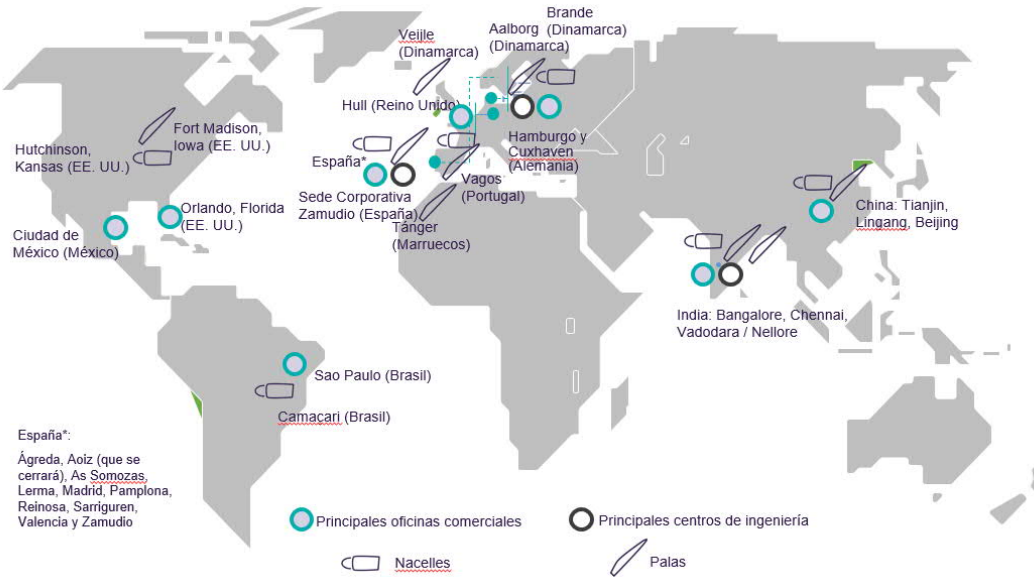 Brande
(Dinamarca)
Aalborg
(Dinamarca)
Veijle
(Dinamarca)
Hull (Reino Unido)
Fort Madison,
Iowa (EE. UU.)
Hutchinson,
Kansas (EE. UU.)
España*
Hamburgo y
Cuxhaven
(Alemania)
Sede Corporativa
Zamudio (España)
Vagos
(Portugal)
Tánger
(Marruecos)
Orlando, Florida
(EE. UU.)
Ciudad de
México (México)
China: Tianjin,
Lingang, Beijing
India: Bangalore, Chennai,
Vadodara / Nellore
Sao Paulo (Brasil)
Camaçari (Brasil)
España*:
Ágreda, Aoiz (que se
cerrará), As Somozas,
Lerma, Madrid, Pamplona,
Reinosa, Sarriguren,
Valencia y Zamudio
Principales oficinas comerciales
Principales centros de ingeniería
Nacelles
Palas